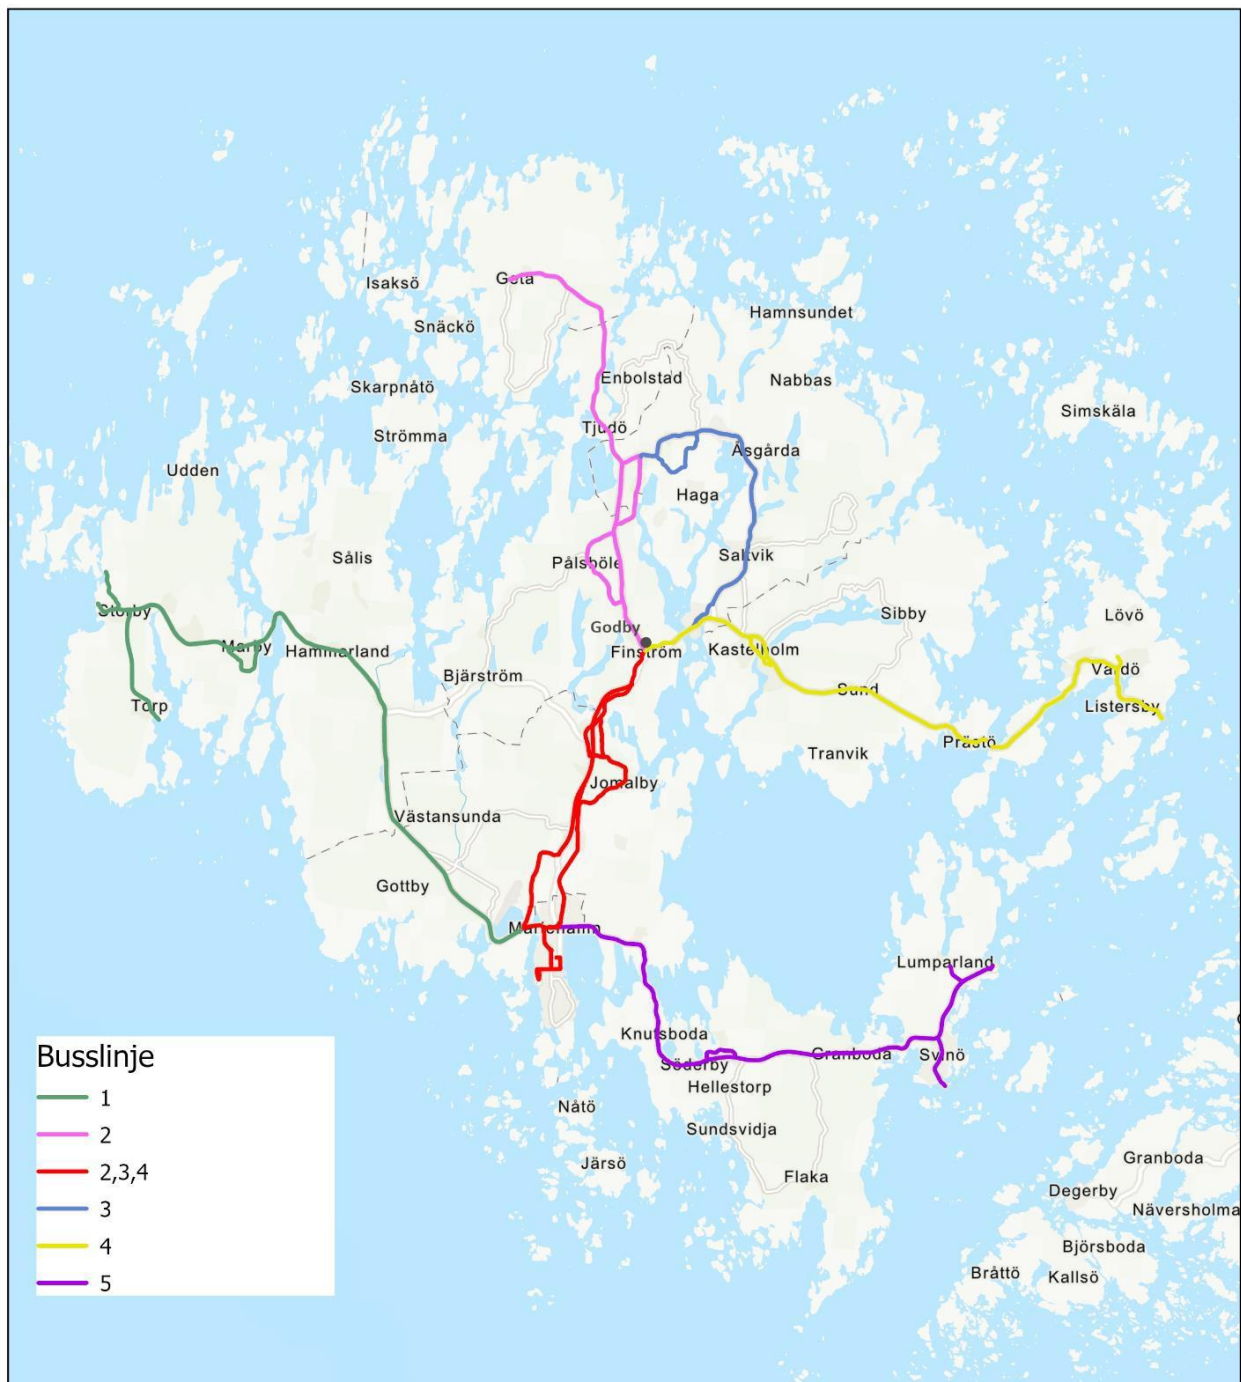 Geta
Isaksö
Hamnsundet
Snäckö
Enbolstad
Nabbas
Skarpnåtö
Simskäla
Tjudö
Strömma
Åsgårda
Udden
Haga
Saltvik
Sålis
Pålsböle
Storby
Sibby
Lövö
Godby
Marby
Hammarland
Finström
Kastelholm
Vårdö
Bjärström
Sund
Torp
Listersby
Prästö
Tranvik
Jomalby
Västansunda
Gottby
Mariehamn
Lumparland
Knutsboda
Granboda
Svinö
Söderby
Hellestorp
Nåtö
Sundsvidja
Järsö
Flaka
Granboda
Degerby
Näversholma
Björsboda
Bråttö
Kallsö
Busslinje
1
2
2,3,4
3
4
5